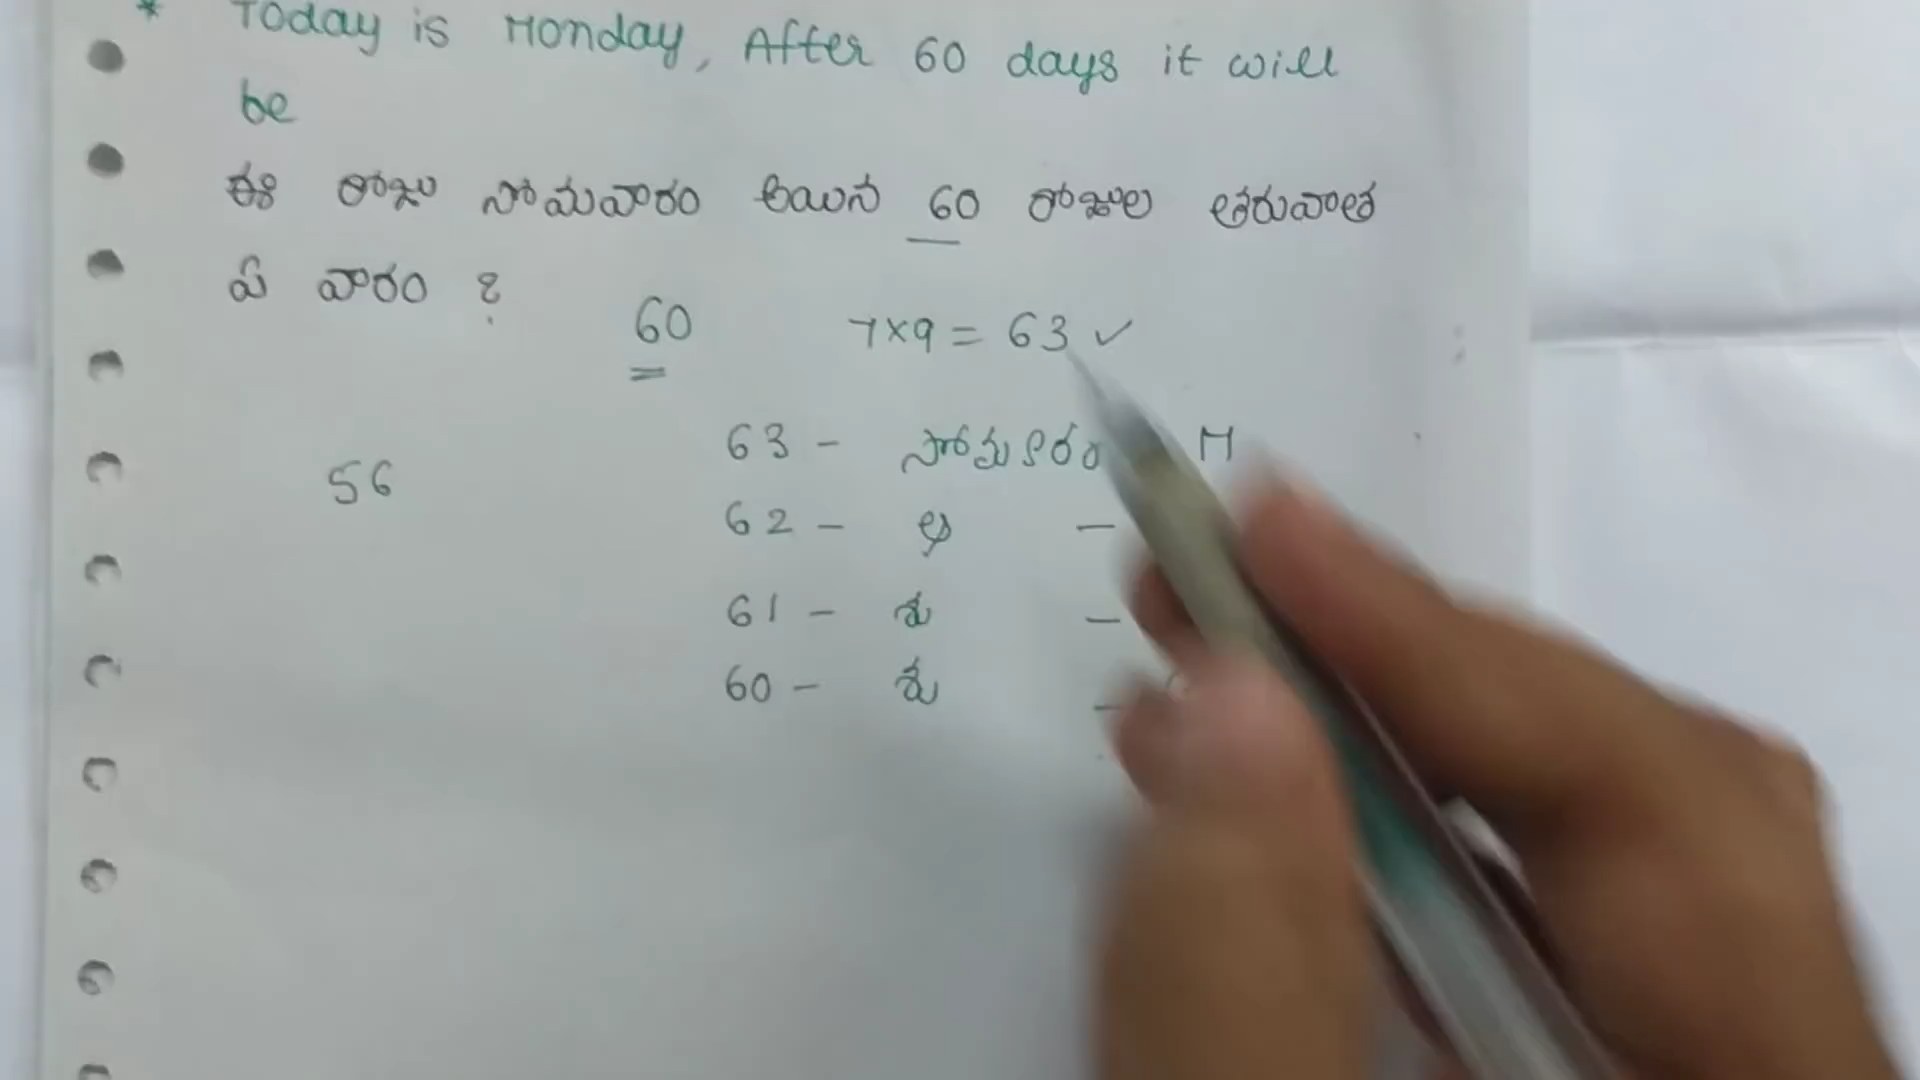 * Today is Monday, After 60 days it will
be
ఈ రోజు సోమవారం అయిన 60 రోజుల తరువాత
ఏ వారం ?
60 7×9 = 63 ✓
63 - సోమ M
56
62 - ఆ -
61 - శ -
60 - శు -